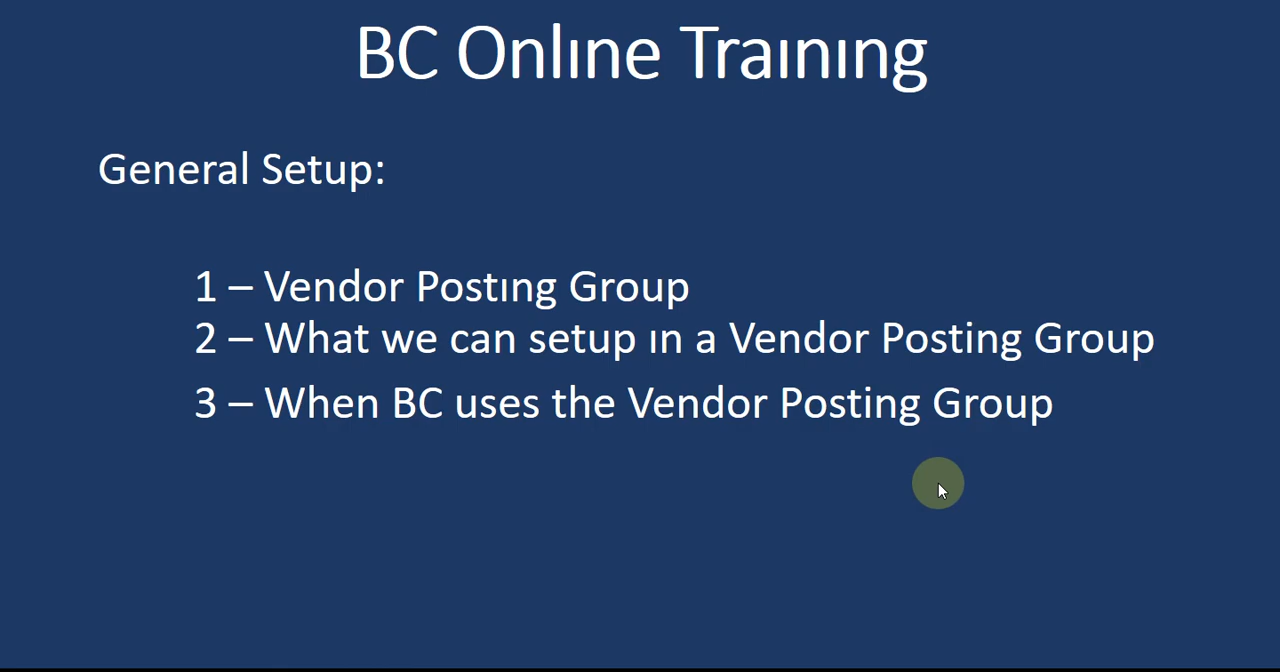 BC Online Training
General Setup:
1 – Vendor Posting Group
2 – What we can setup in a Vendor Posting Group
3 – When BC uses the Vendor Posting Group